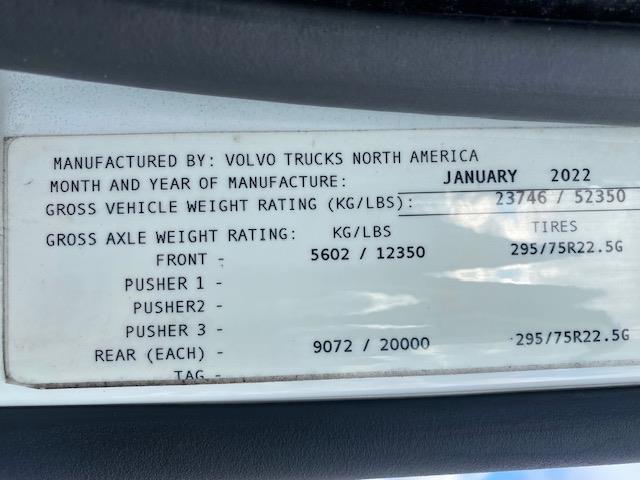 MANUFACTURED BY: VOLVO TRUCKS NORTH AMERICA
MONTH AND YEAR OF MANUFACTURE: JANUARY 2022
GROSS VEHICLE WEIGHT RATING (KG/LBS): 23746 / 52350
GROSS AXLE WEIGHT RATING: KG/LBS TIRES
FRONT - 5602 / 12350 295/75R22.5G
PUSHER 1 -
PUSHER2 -
PUSHER 3 -
REAR (EACH) - 9072 / 20000 295/75R22.5G
TAG -